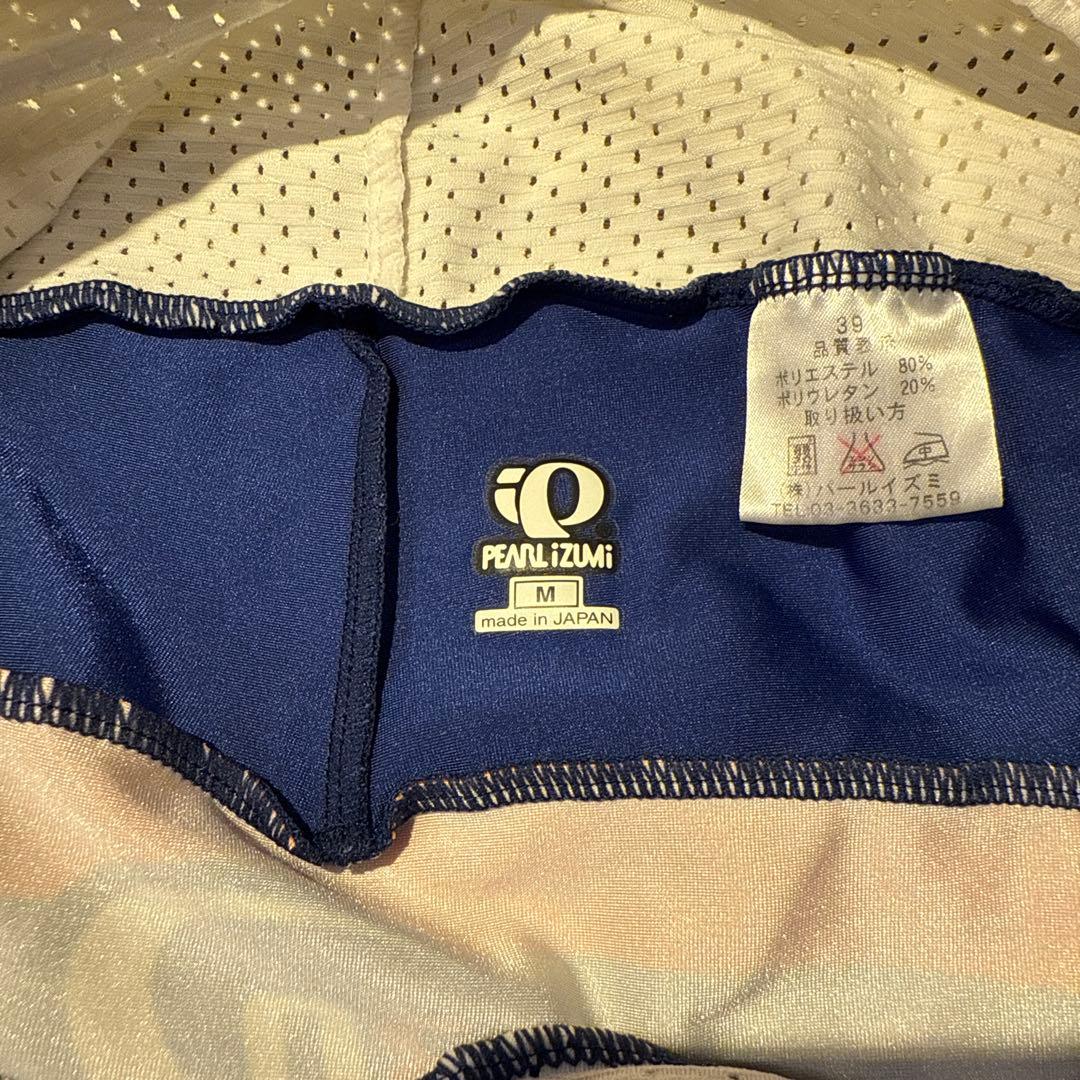 39
品質表示
ポリエステル 80%
ポリウレタン 20%
取り扱い方
中
(株)パールイズミ
TEL03-3633-7559
PEARL iZUMi
M
made in JAPAN